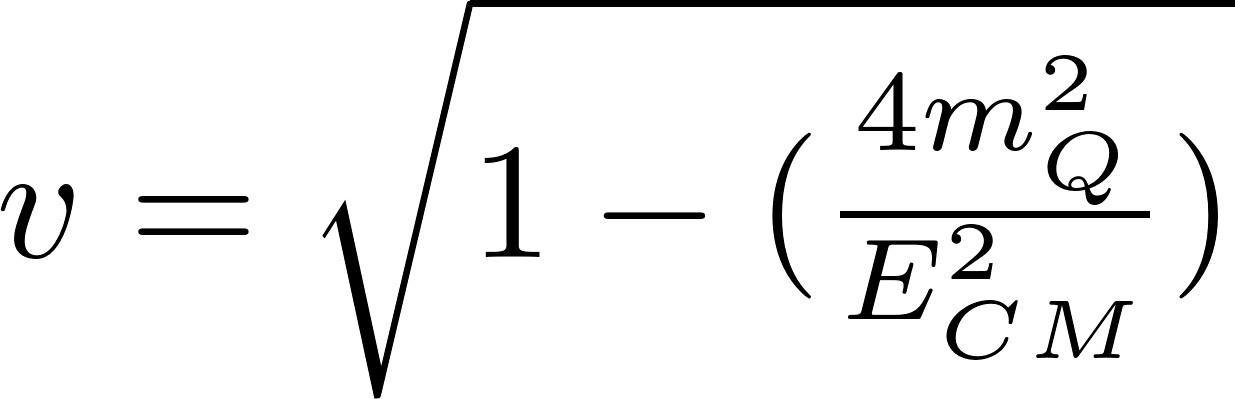 v = \sqrt{1 - (\frac{4m_Q^2}{E_{CM}^2})}